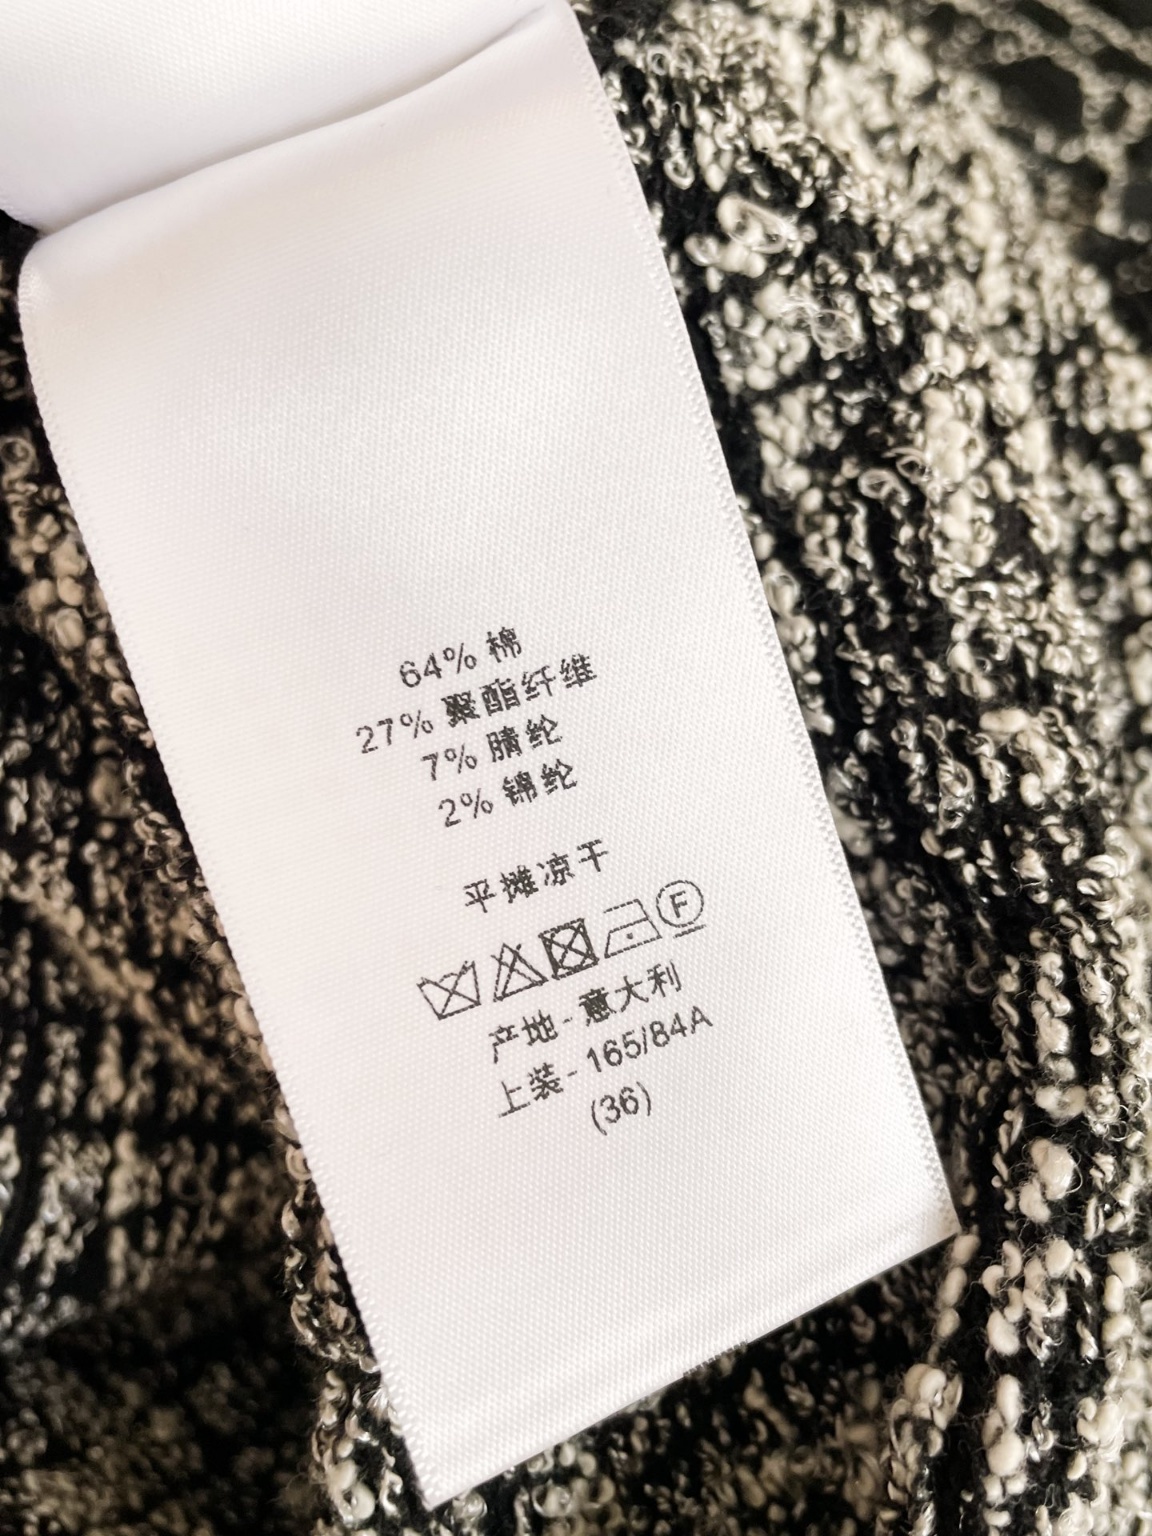 64% 棉
27% 聚酯纤维
7% 腈纶
2% 锦纶
平摊凉干
F
产地 - 意大利
上装 - 165/84A
(36)